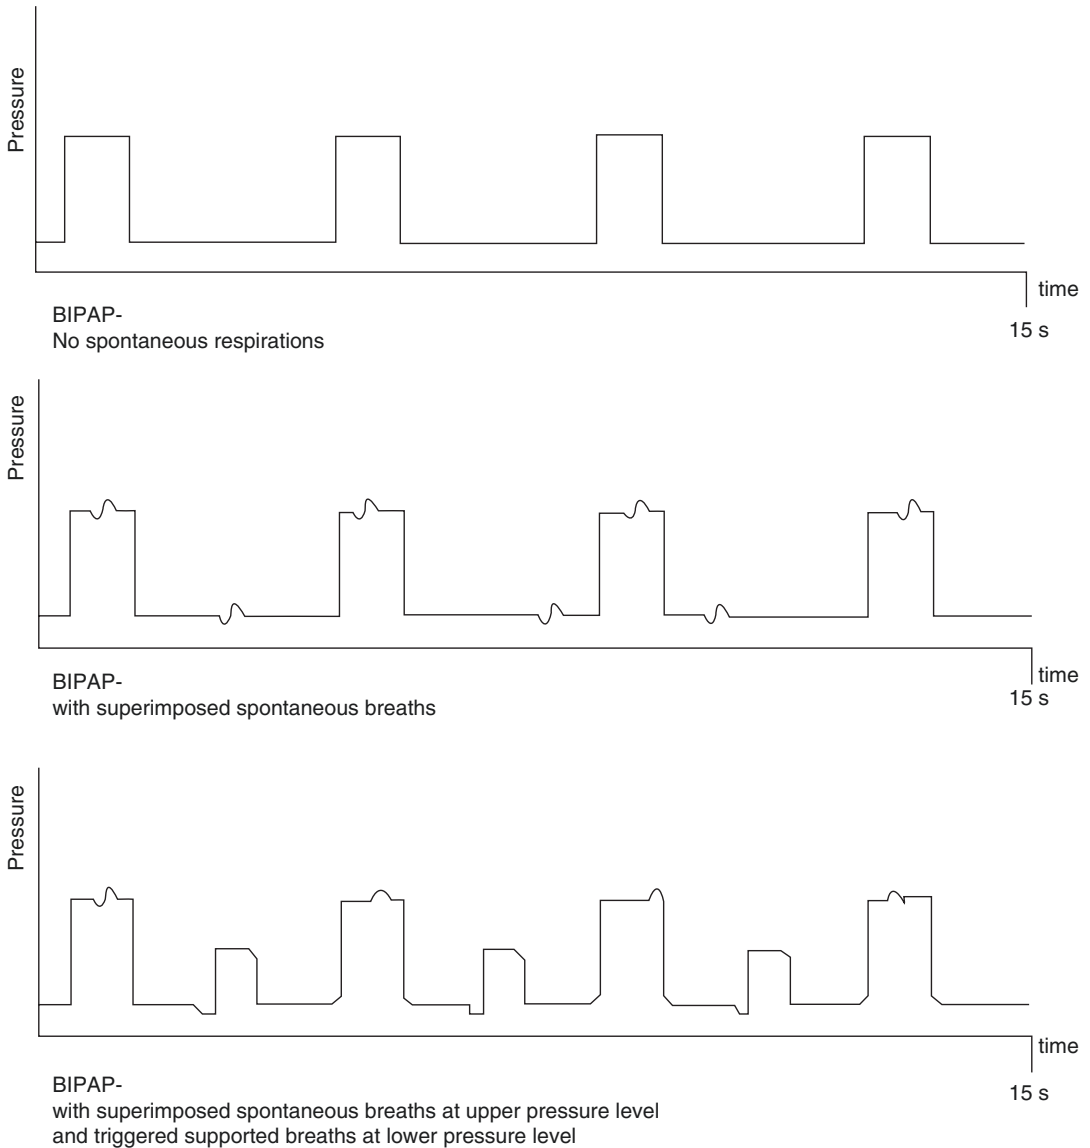 Pressure
time
15 s
BIPAP-
No spontaneous respirations
Pressure
time
15 s
BIPAP-
with superimposed spontaneous breaths
Pressure
time
15 s
BIPAP-
with superimposed spontaneous breaths at upper pressure level
and triggered supported breaths at lower pressure level